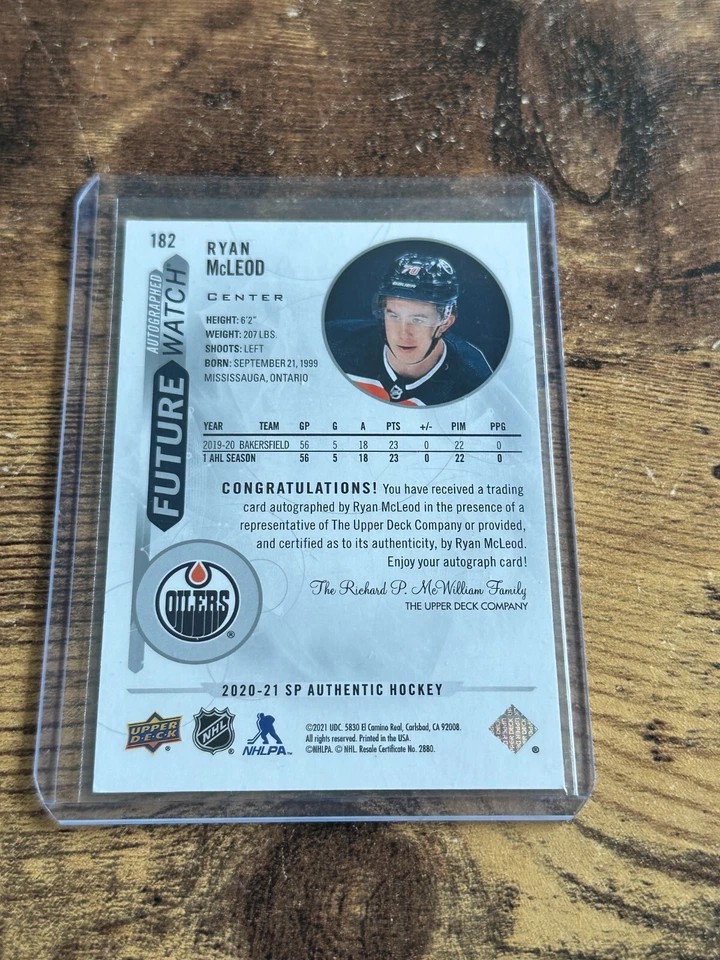 182
RYAN
McLEOD
CENTER
HEIGHT: 6'2"
WEIGHT: 207 LBS.
SHOOTS: LEFT
BORN: SEPTEMBER 21, 1999
MISSISSAUGA, ONTARIO
AUTOGRAPHED
FUTURE WATCH
70
YEAR TEAM GP G A PTS +/- PIM PPG
2019-20 BAKERSFIELD 56 5 18 23 0 22 0
1 AHL SEASON 56 5 18 23 0 22 0
CONGRATULATIONS! You have received a trading
card autographed by Ryan McLeod in the presence of a
representative of The Upper Deck Company or provided,
and certified as to its authenticity, by Ryan McLeod.
Enjoy your autograph card!
The Richard P. McWilliam Family
THE UPPER DECK COMPANY
OILERS
®
2020-21 SP AUTHENTIC HOCKEY
UPPER
DECK
®
NHL
®
NHLPA™
©2021 UDC. 5830 El Camino Real, Carlsbad, CA 92008.
All rights reserved. Printed in the USA.
©NHLPA. © NHL. Resale Certificate No. 2880.
®